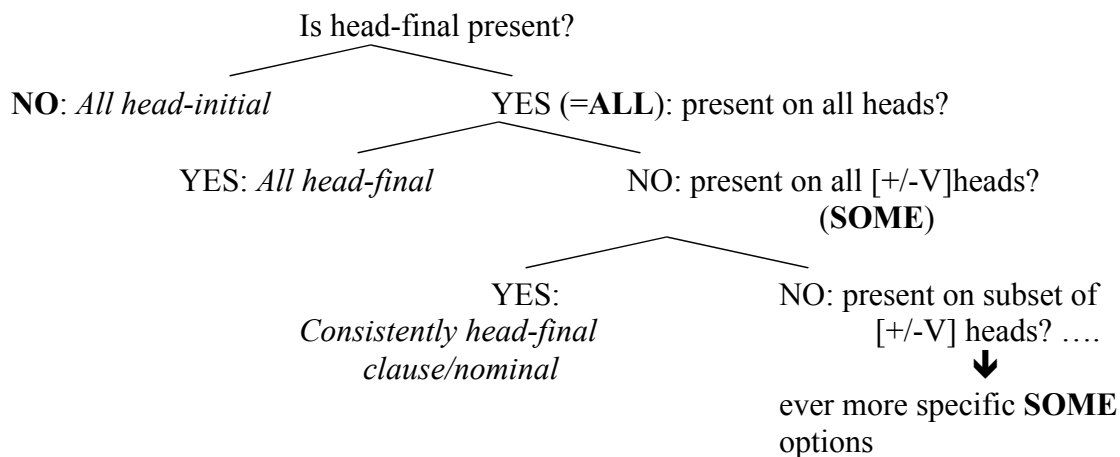 Is head-final present?
NO: All head-initial
YES (=ALL): present on all heads?
YES: All head-final
NO: present on all [+/-V]heads?
(SOME)
YES:
Consistently head-final
clause/nominal
NO: present on subset of
[+/-V] heads? ….
ever more specific SOME
options